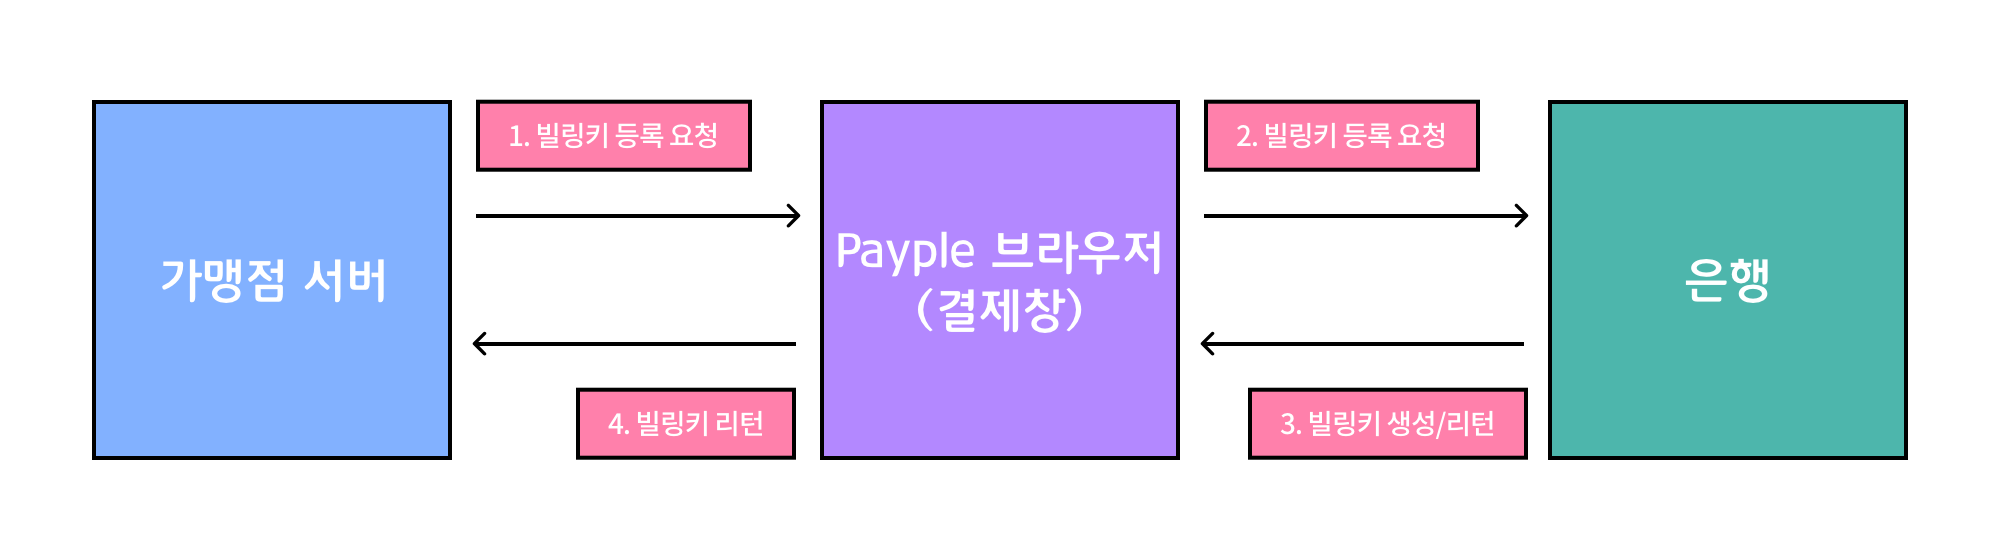 1. 빌링키 등록 요청
2. 빌링키 등록 요청
가맹점 서버
Payple 브라우저
(결제창)
은행
4. 빌링키 리턴
3. 빌링키 생성/리턴